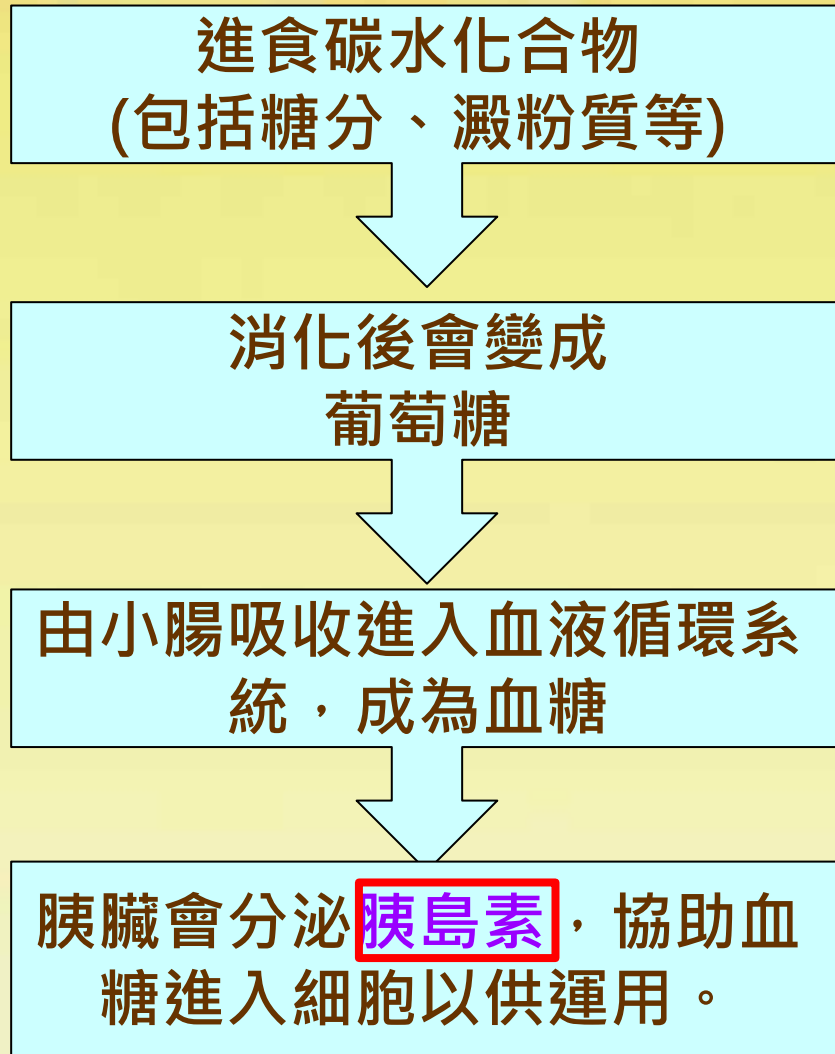 進食碳水化合物
(包括糖分、澱粉質等)
消化後會變成
葡萄糖
由小腸吸收進入血液循環系
統，成為血糖
胰臟會分泌胰島素，協助血
糖進入細胞以供運用。